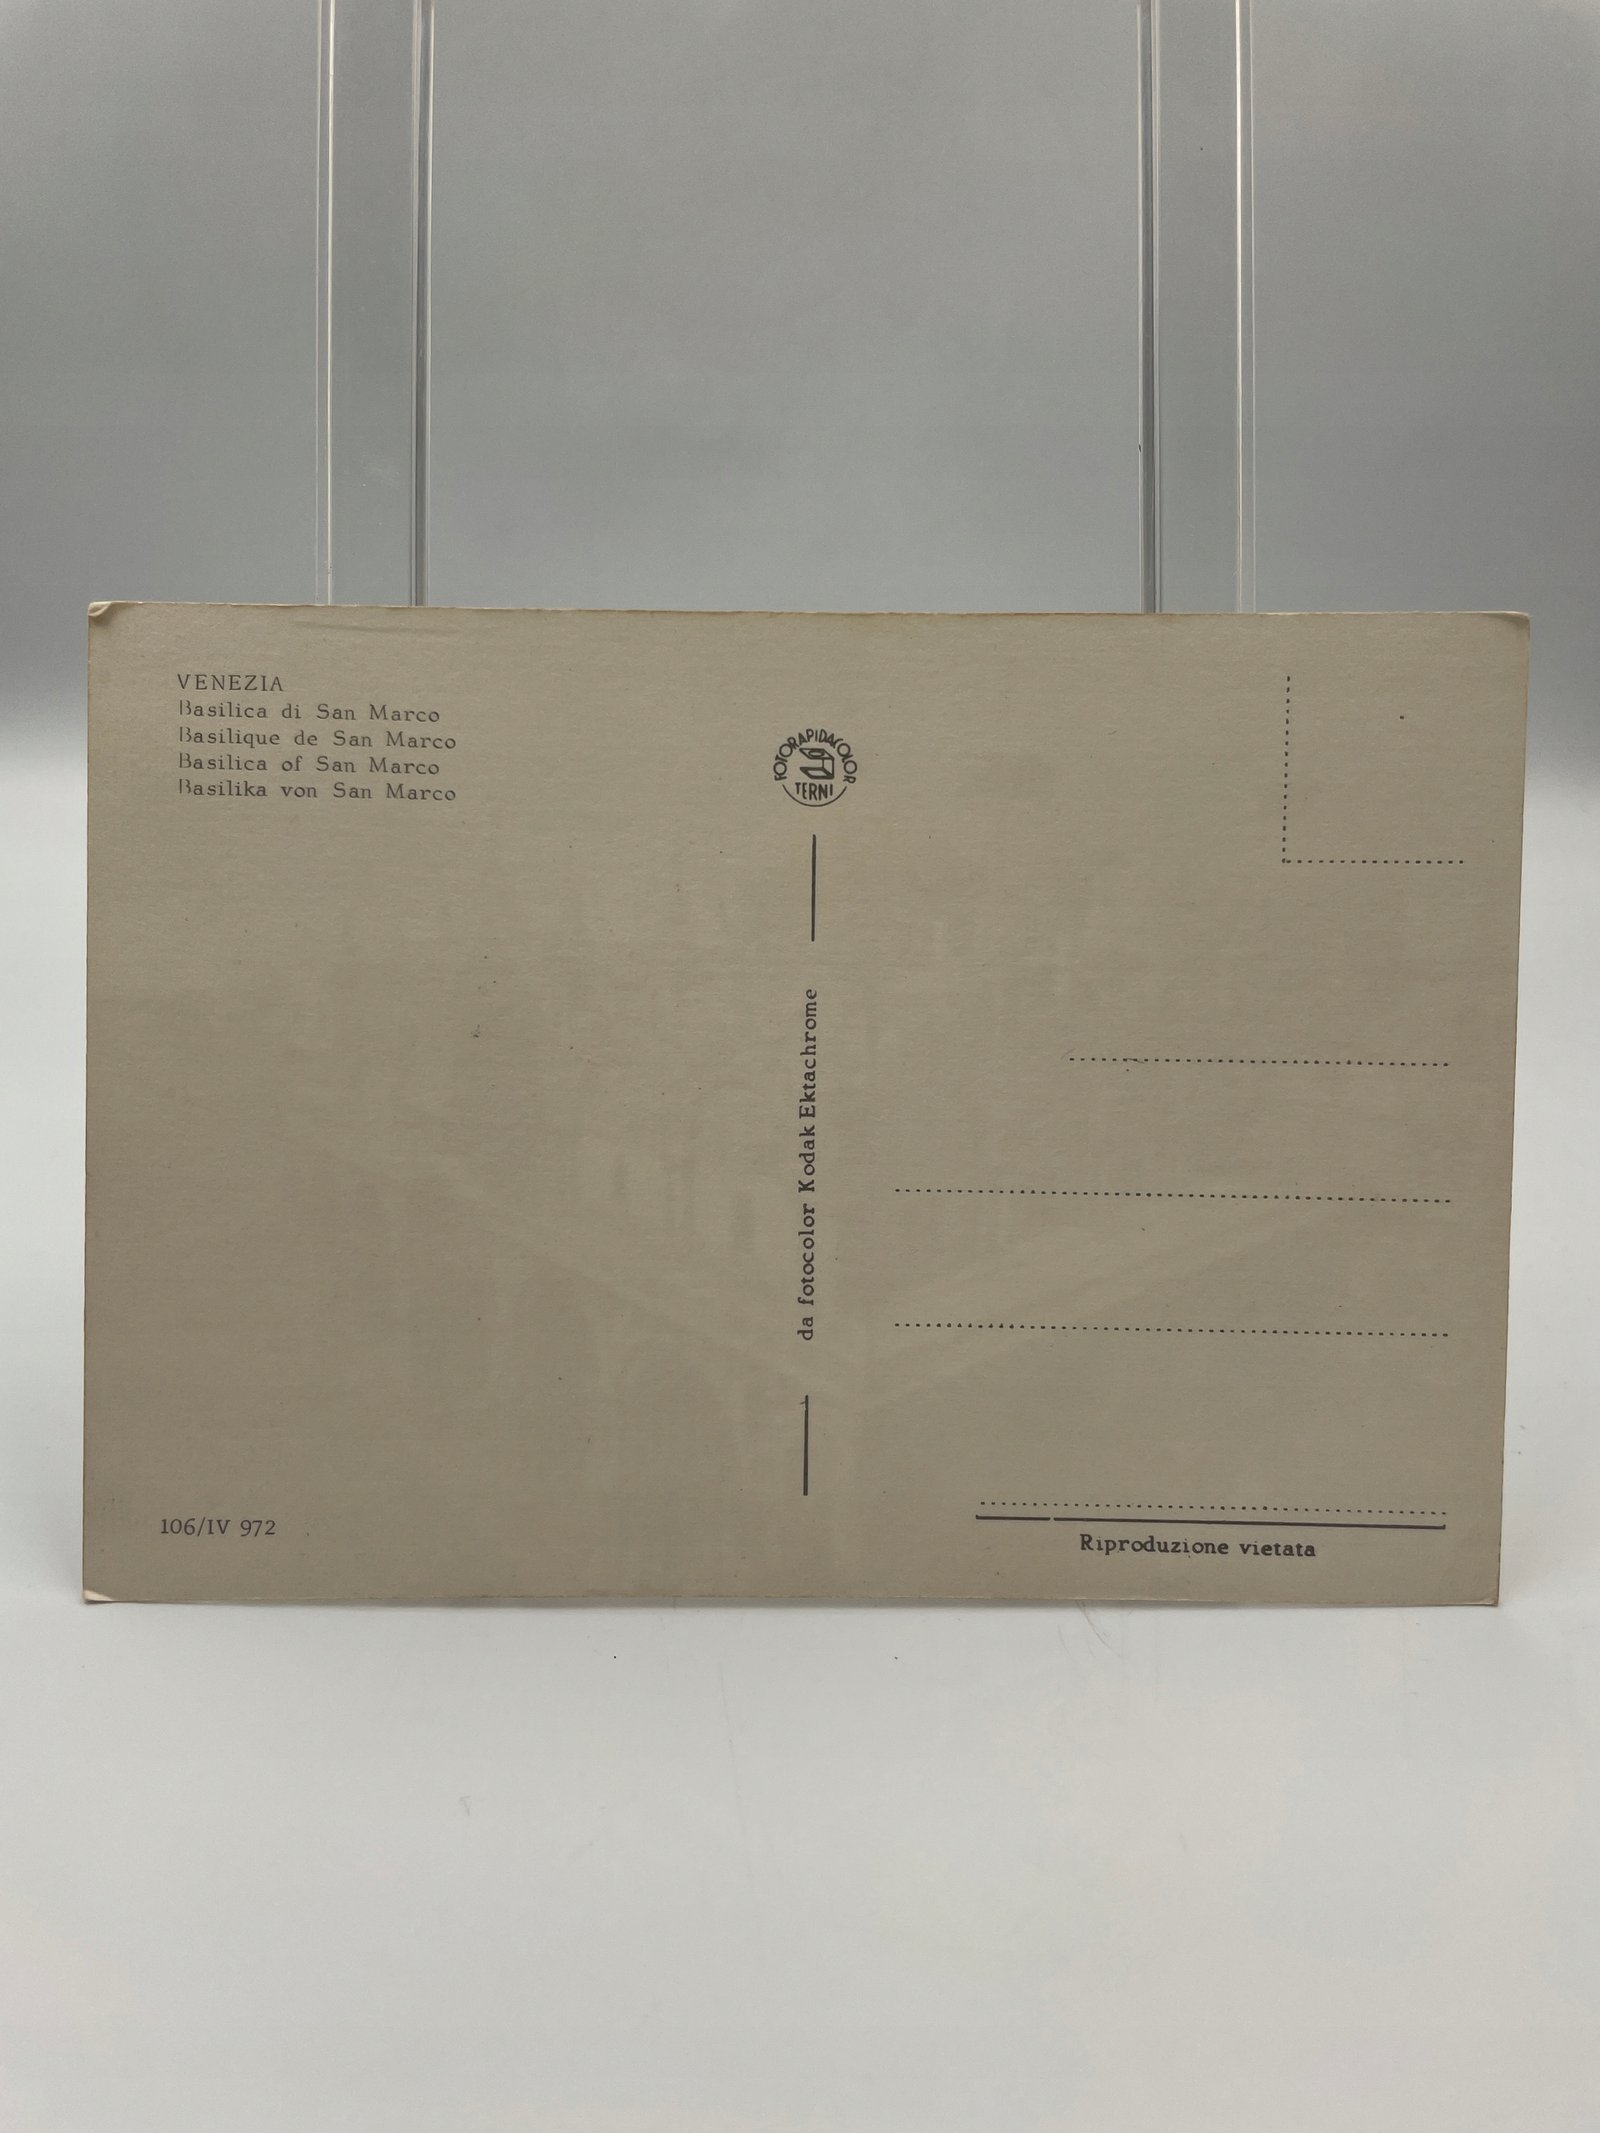 VENEZIA
Basilica di San Marco
Basilique de San Marco
Basilica of San Marco
Basilika von San Marco
FOTORAPIDACOLOR
TERNI
da fotocolor Kodak Ektachrome
106/IV 972
Riproduzione vietata